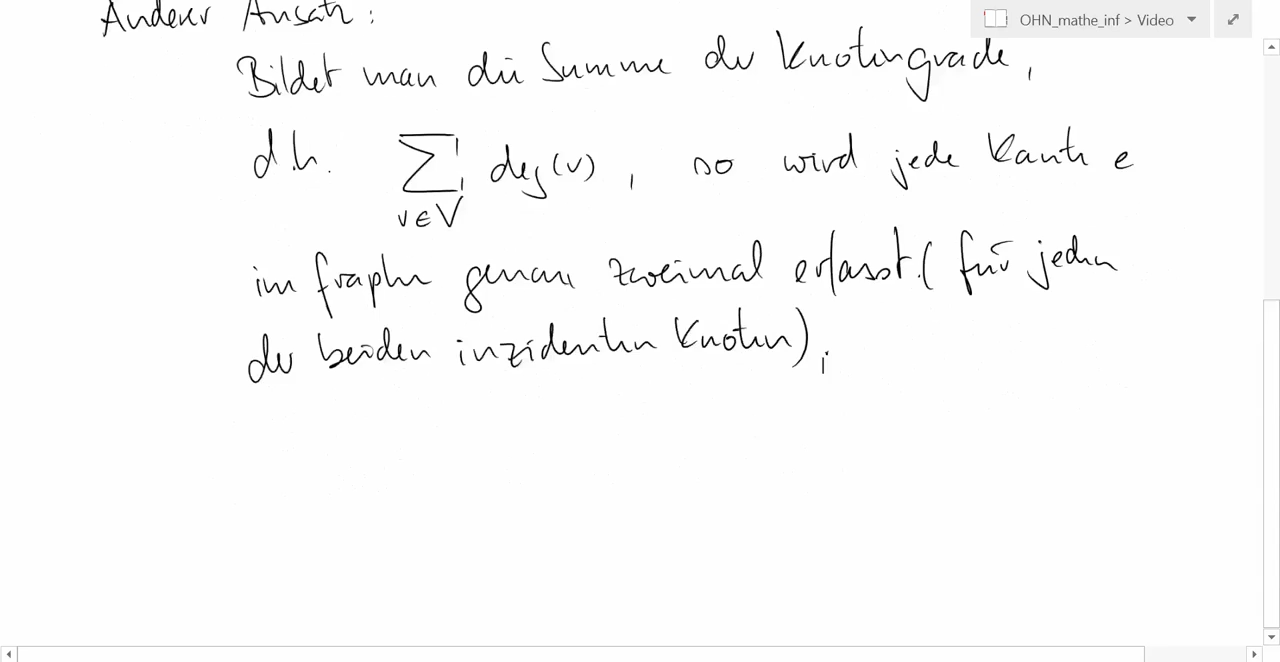 OHN_mathe_inf > Video
Anderer Ansatz:
Bildet man die Summe der Knotengrade,
d.h. ∑ deg(v), so wird jede Kante e
v∈V
im Graphen genau zweimal erfasst. (für jeden
der beiden inzidenten Knoten),